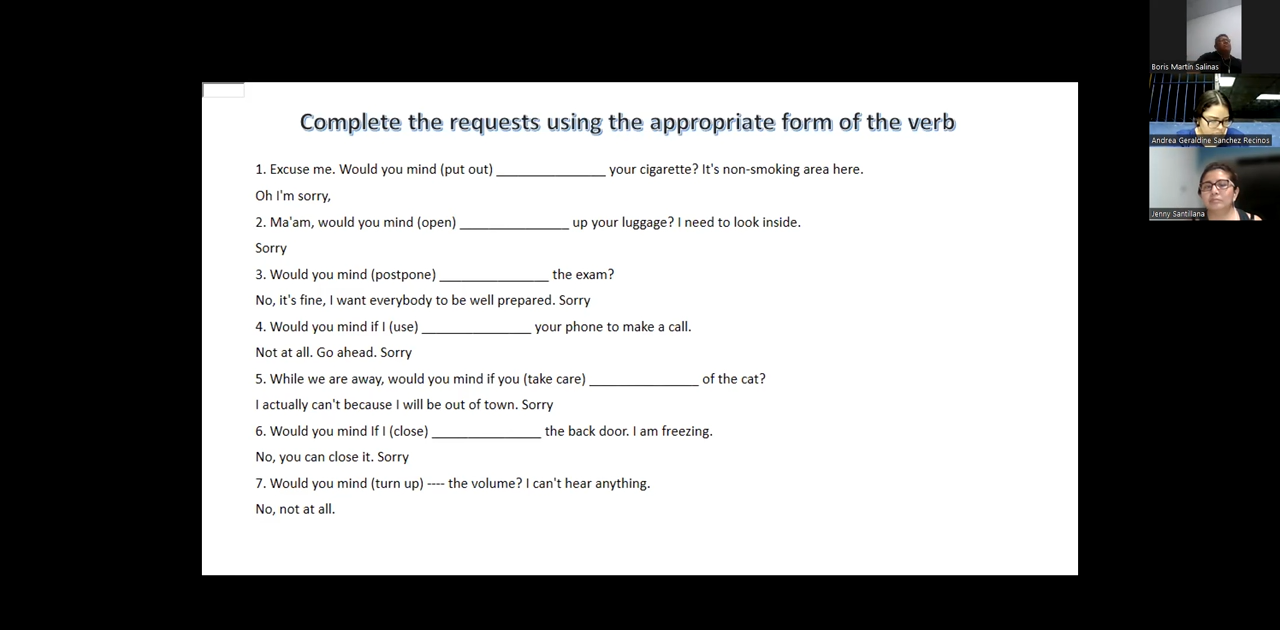 Complete the requests using the appropriate form of the verb
1. Excuse me. Would you mind (put out) _______________ your cigarette? It's non-smoking area here.
Oh I'm sorry,
2. Ma'am, would you mind (open) _______________ up your luggage? I need to look inside.
Sorry
3. Would you mind (postpone) _______________ the exam?
No, it's fine, I want everybody to be well prepared. Sorry
4. Would you mind if I (use) _______________ your phone to make a call.
Not at all. Go ahead. Sorry
5. While we are away, would you mind if you (take care) _______________ of the cat?
I actually can't because I will be out of town. Sorry
6. Would you mind If I (close) _______________ the back door. I am freezing.
No, you can close it. Sorry
7. Would you mind (turn up) ---- the volume? I can't hear anything.
No, not at all.
Boris Martin Salinas
Andrea Geraldine Sanchez Recinos
Jenny Santillana